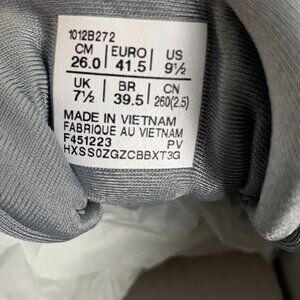 1012B272
CM EURO US
26.0 41.5 9½
UK BR CN
7½ 39.5 260(2.5)
MADE IN VIETNAM
FABRIQUE AU VIETNAM
F451223 PV
HXSS0ZGZCBBXT3G